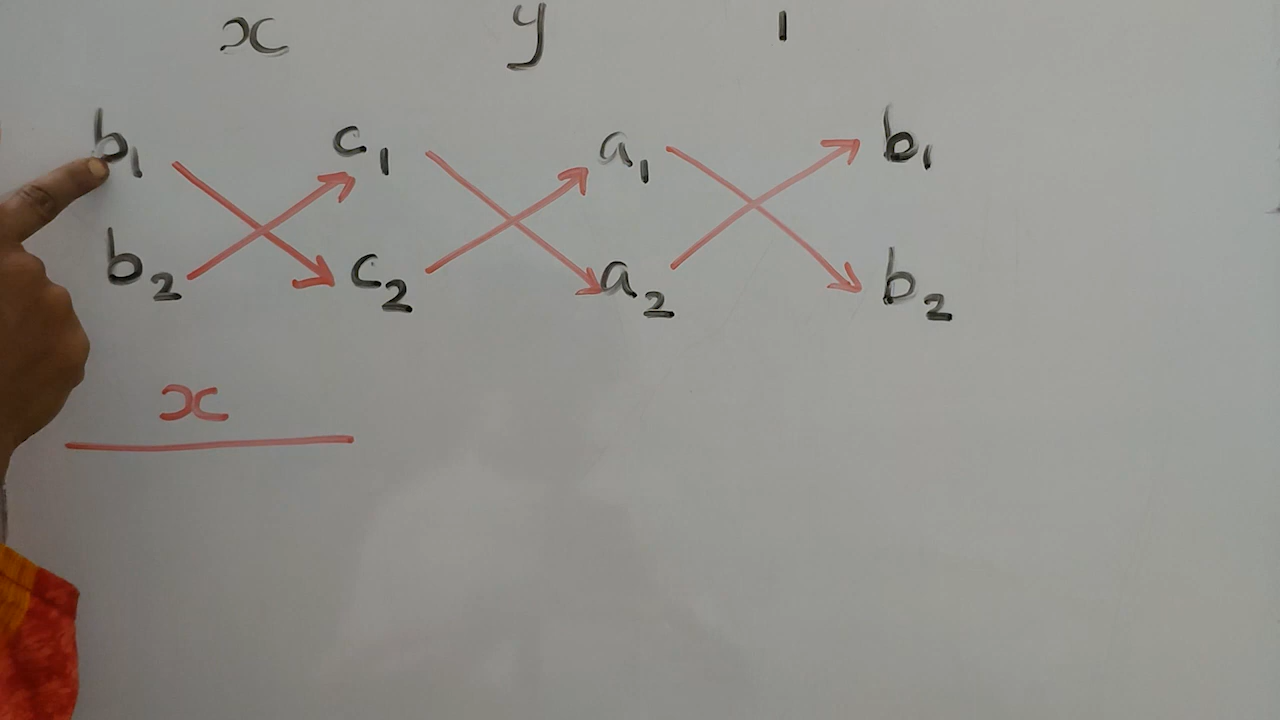 x y 1
b₁ c₁ a₁ b₁
b₂ c₂ a₂ b₂
x